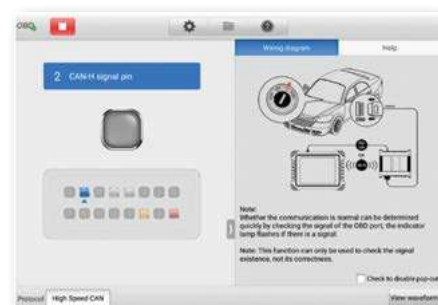 OBD
2 CAN-H signal pin
Wiring diagram
Help
Note:
Whether the communication is normal can be determined
quickly by checking the signal of the OBD port, the indicator
lamp flashes if there is a signal.
Note: This function can only be used to check the signal
existence, not its correctness.
Check to disable pop-out
Protocol High Speed CAN
View waveform